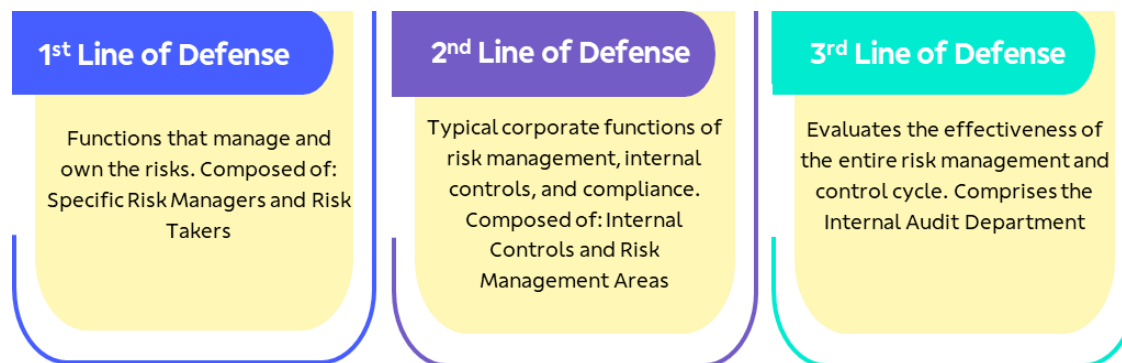 1st Line of Defense
Functions that manage and
own the risks. Composed of:
Specific Risk Managers and Risk
Takers
2nd Line of Defense
Typical corporate functions of
risk management, internal
controls, and compliance.
Composed of: Internal
Controls and Risk
Management Areas
3rd Line of Defense
Evaluates the effectiveness of
the entire risk management and
control cycle. Comprises the
Internal Audit Department